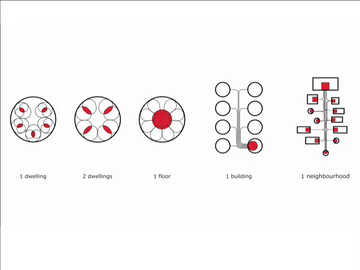 1 dwelling
2 dwellings
1 floor
1 building
1 neighbourhood